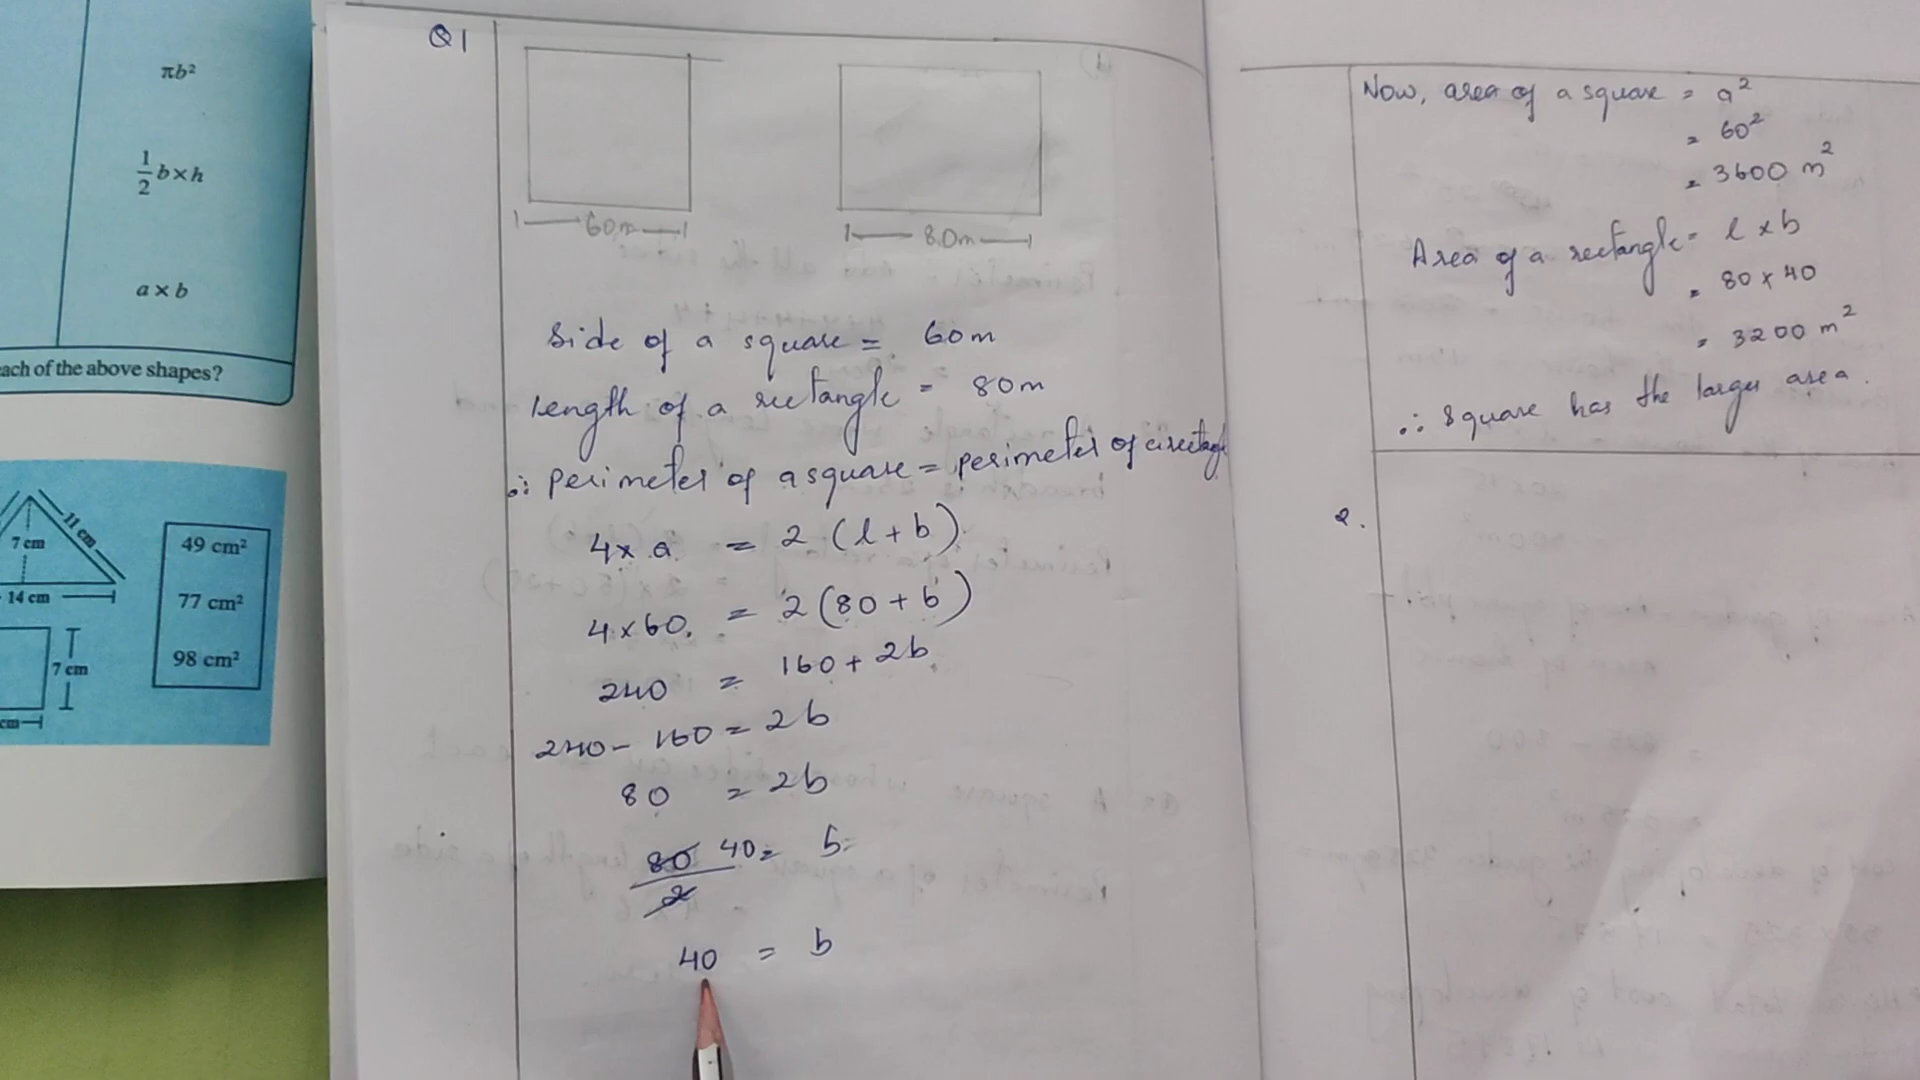 πb²
1/2 b×h
a×b
ach of the above shapes?
7 cm
11 cm
14 cm
7 cm
cm
49 cm²
77 cm²
98 cm²
Q1
60m
80m
Side of a square = 60m
Length of a rectangle = 80m
∴ perimeter of a square = perimeter of a rectangle
4× a = 2 (l+b)
4×60 = 2 (80+b)
240 = 160+2b
240-160=2b
80 = 2b
80/2 40= b
40 = b
Now, area of a square = a²
= 60²
= 3600 m²
Area of a rectangle = l×b
= 80×40
= 3200 m²
∴ square has the larger area.
2.